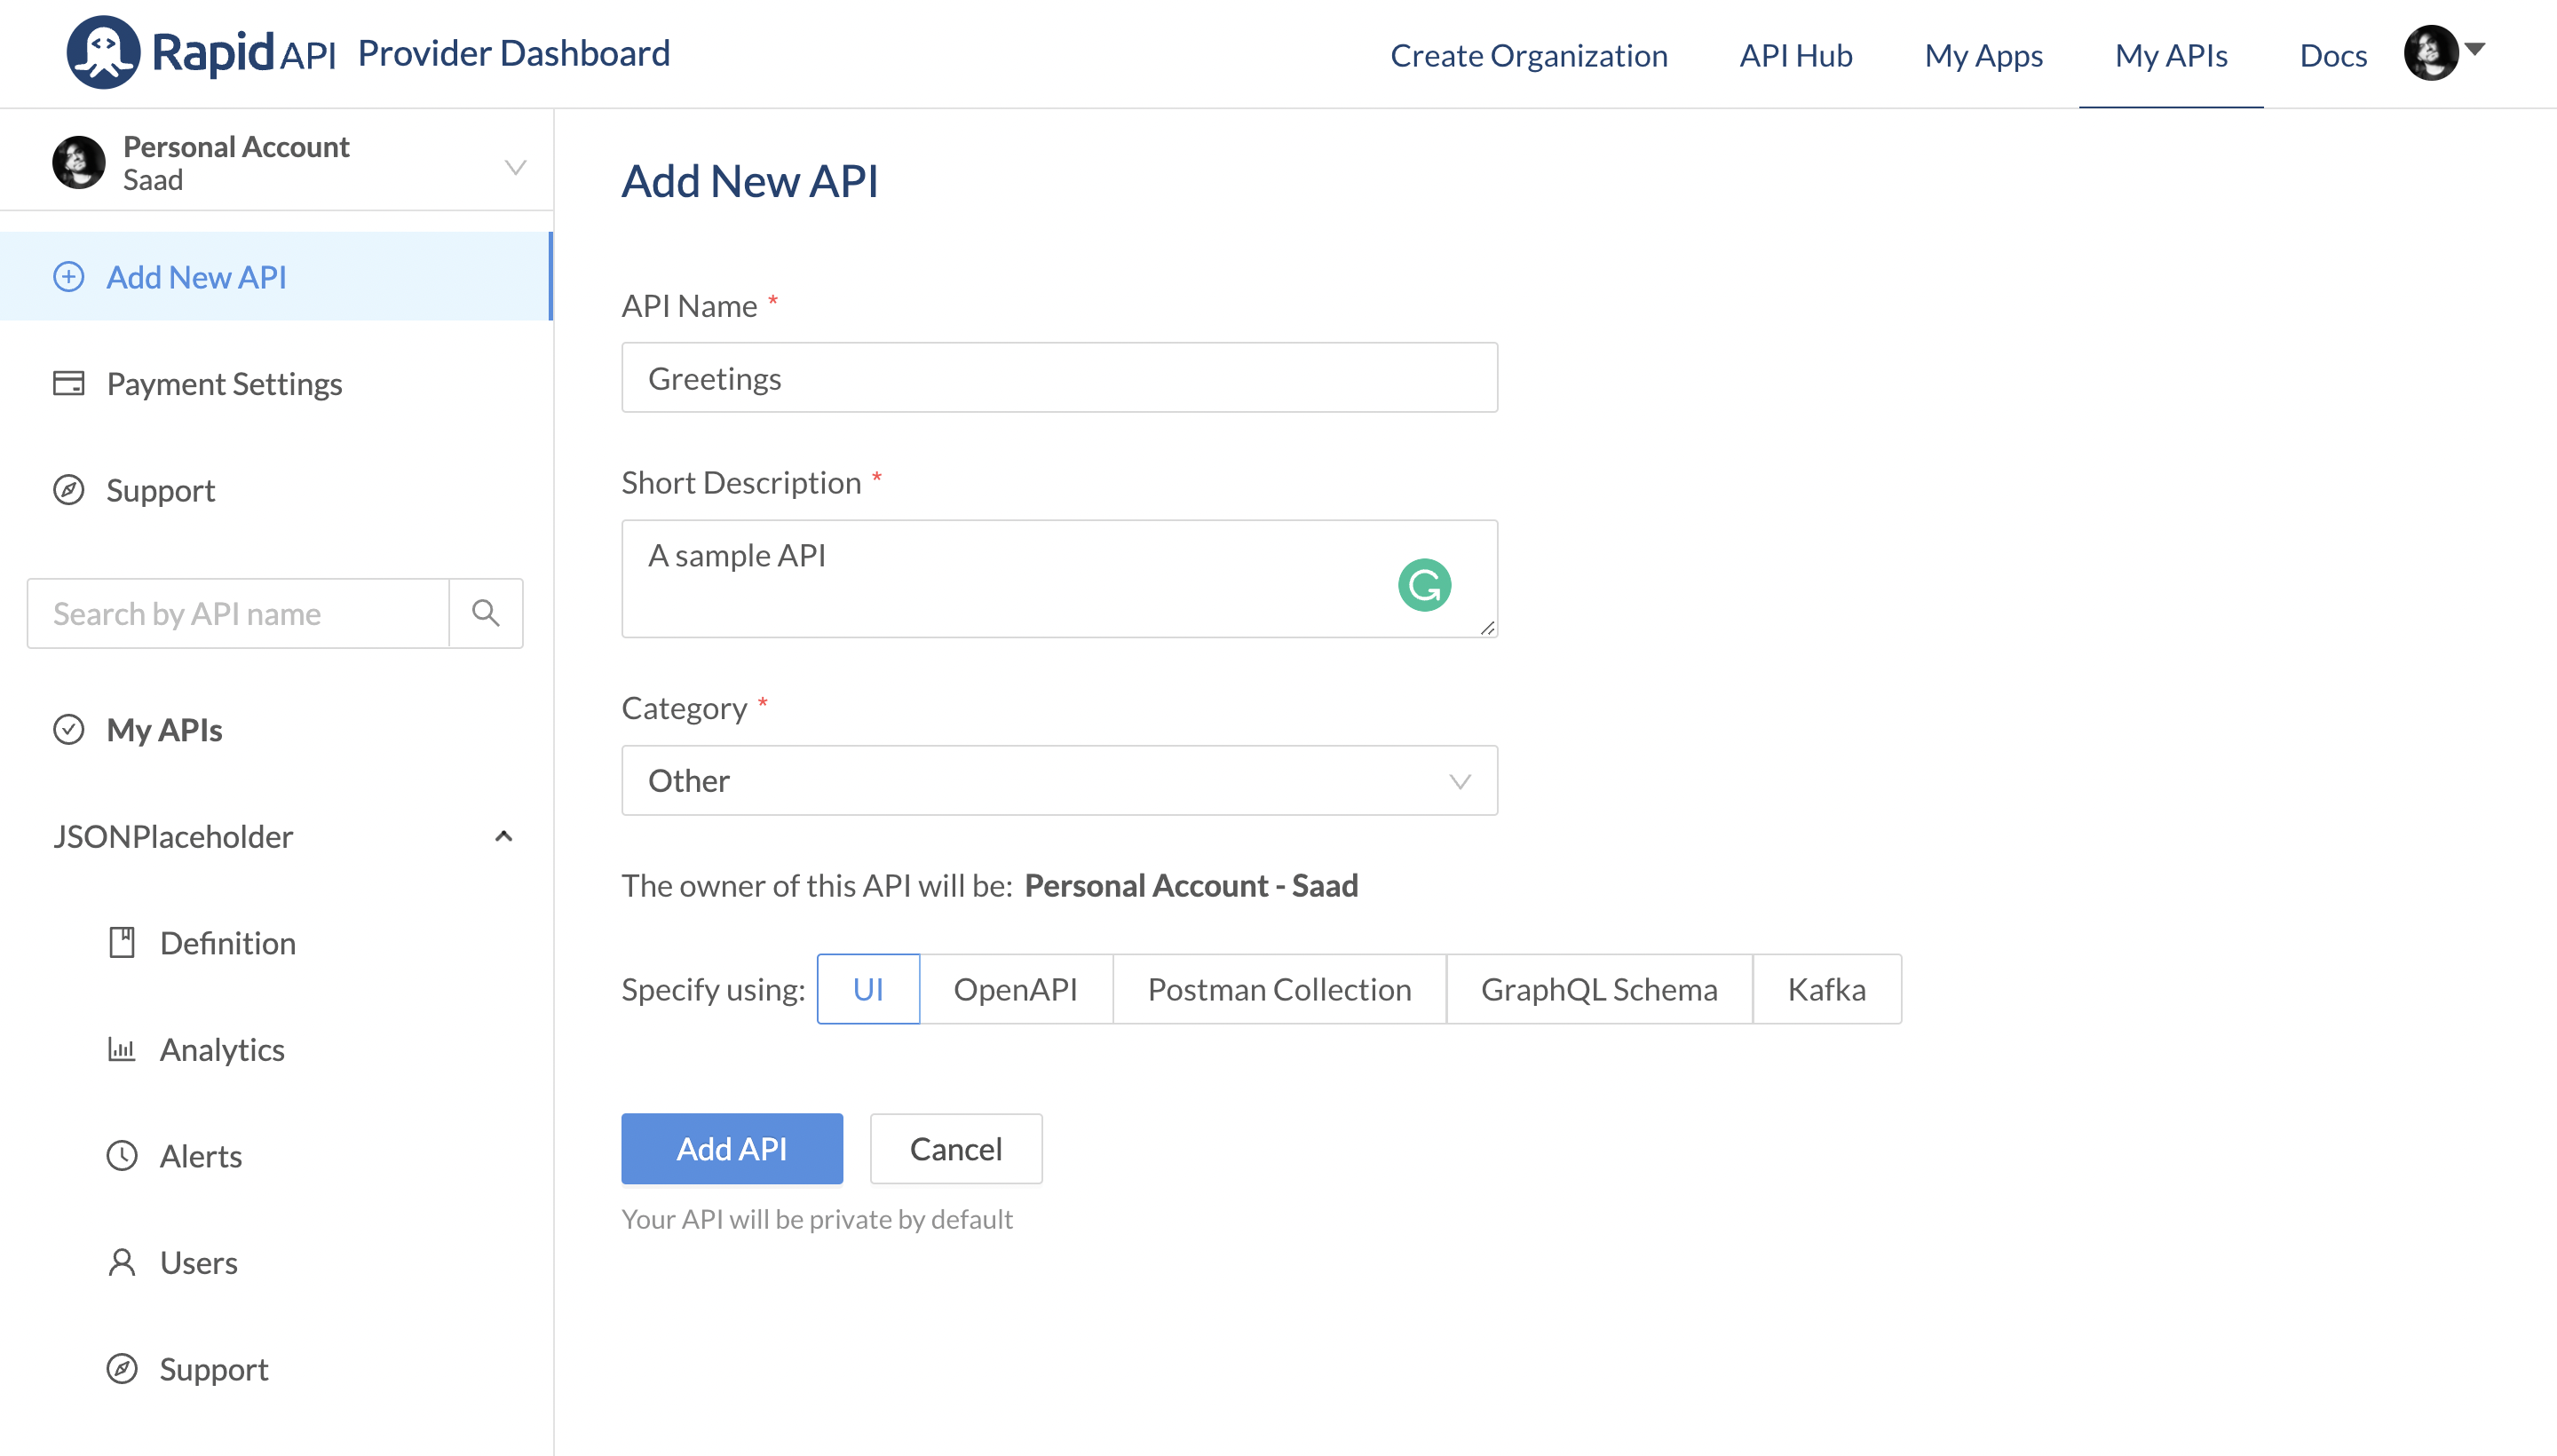 Rapid API Provider Dashboard
Create Organization
API Hub
My Apps
My APIs
Docs
Personal Account
Saad
Add New API
Payment Settings
Support
Search by API name
My APIs
JSONPlaceholder
Definition
Analytics
Alerts
Users
Support
Add New API
API Name *
Greetings
Short Description *
A sample API
Category *
Other
The owner of this API will be: Personal Account - Saad
Specify using: UI OpenAPI Postman Collection GraphQL Schema Kafka
Add API Cancel
Your API will be private by default